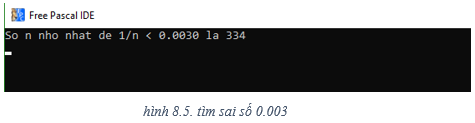 Free Pascal IDE
So n nho nhat de 1/n < 0.0030 la 334
hình 8.5. tìm sai số 0.003